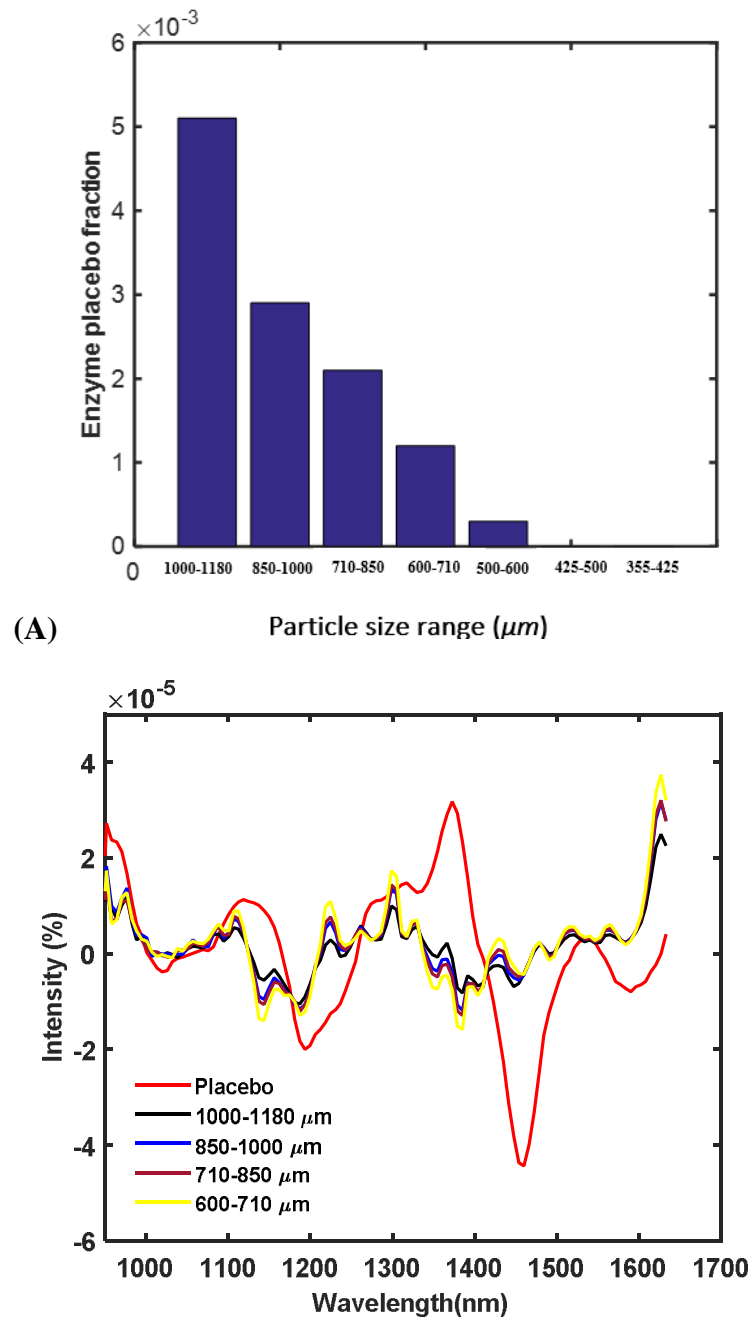 ×10⁻³
6
5
4
3
2
1
0
Enzyme placebo fraction
0 1000-1180 850-1000 710-850 600-710 500-600 425-500 355-425
(A) Particle size range (μm)
×10⁻⁵
4
2
0
-2
-4
-6
Intensity (%)
Placebo
1000-1180 μm
850-1000 μm
710-850 μm
600-710 μm
1000 1100 1200 1300 1400 1500 1600 1700
Wavelength(nm)